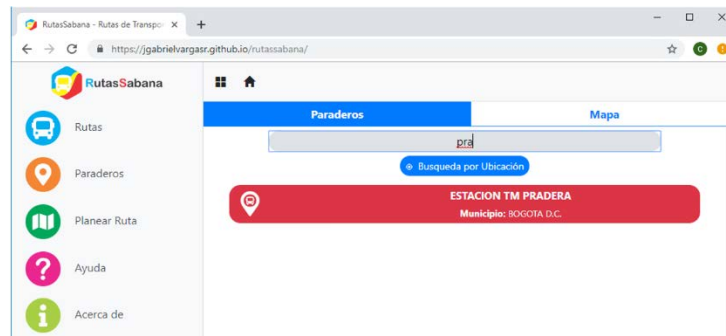 RutasSabana - Rutas de Transpor
https://jgabrielvargasr.github.io/rutassabana/
C
RutasSabana
Rutas
Paraderos
Planear Ruta
Ayuda
Acerca de
Paraderos
Mapa
pra
Busqueda por Ubicación
ESTACION TM PRADERA
Municipio: BOGOTA D.C.